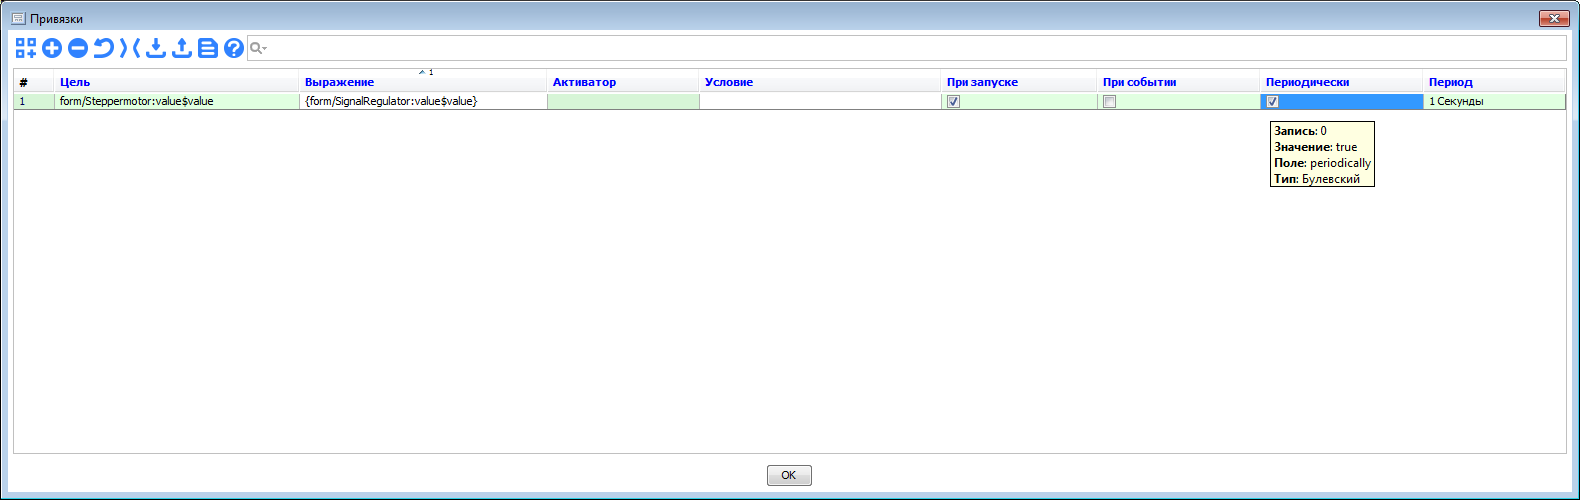 Привязки
# Цель Выражение 1 Активатор Условие При запуске При событии Периодически Период
1 form/Steppermotor:value$value {form/SignalRegulator:value$value} 1 Секунды
Запись: 0
Значение: true
Поле: periodically
Тип: Булевский
OK